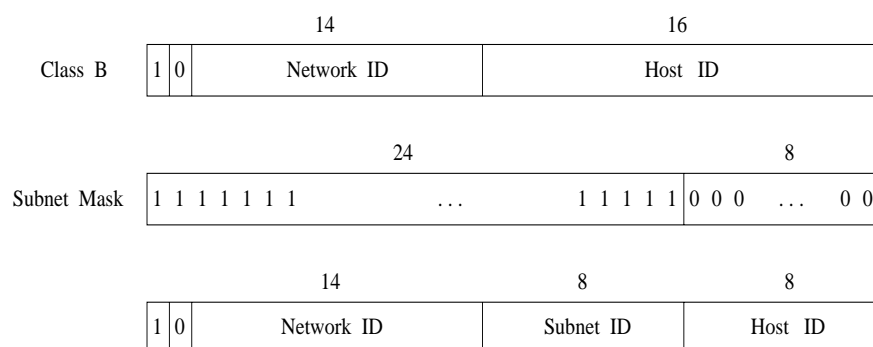 14 16
Class B 1 0 Network ID Host ID
24 8
Subnet Mask 1 1 1 1 1 1 1 ... 1 1 1 1 1 0 0 0 ... 0 0
14 8 8
1 0 Network ID Subnet ID Host ID